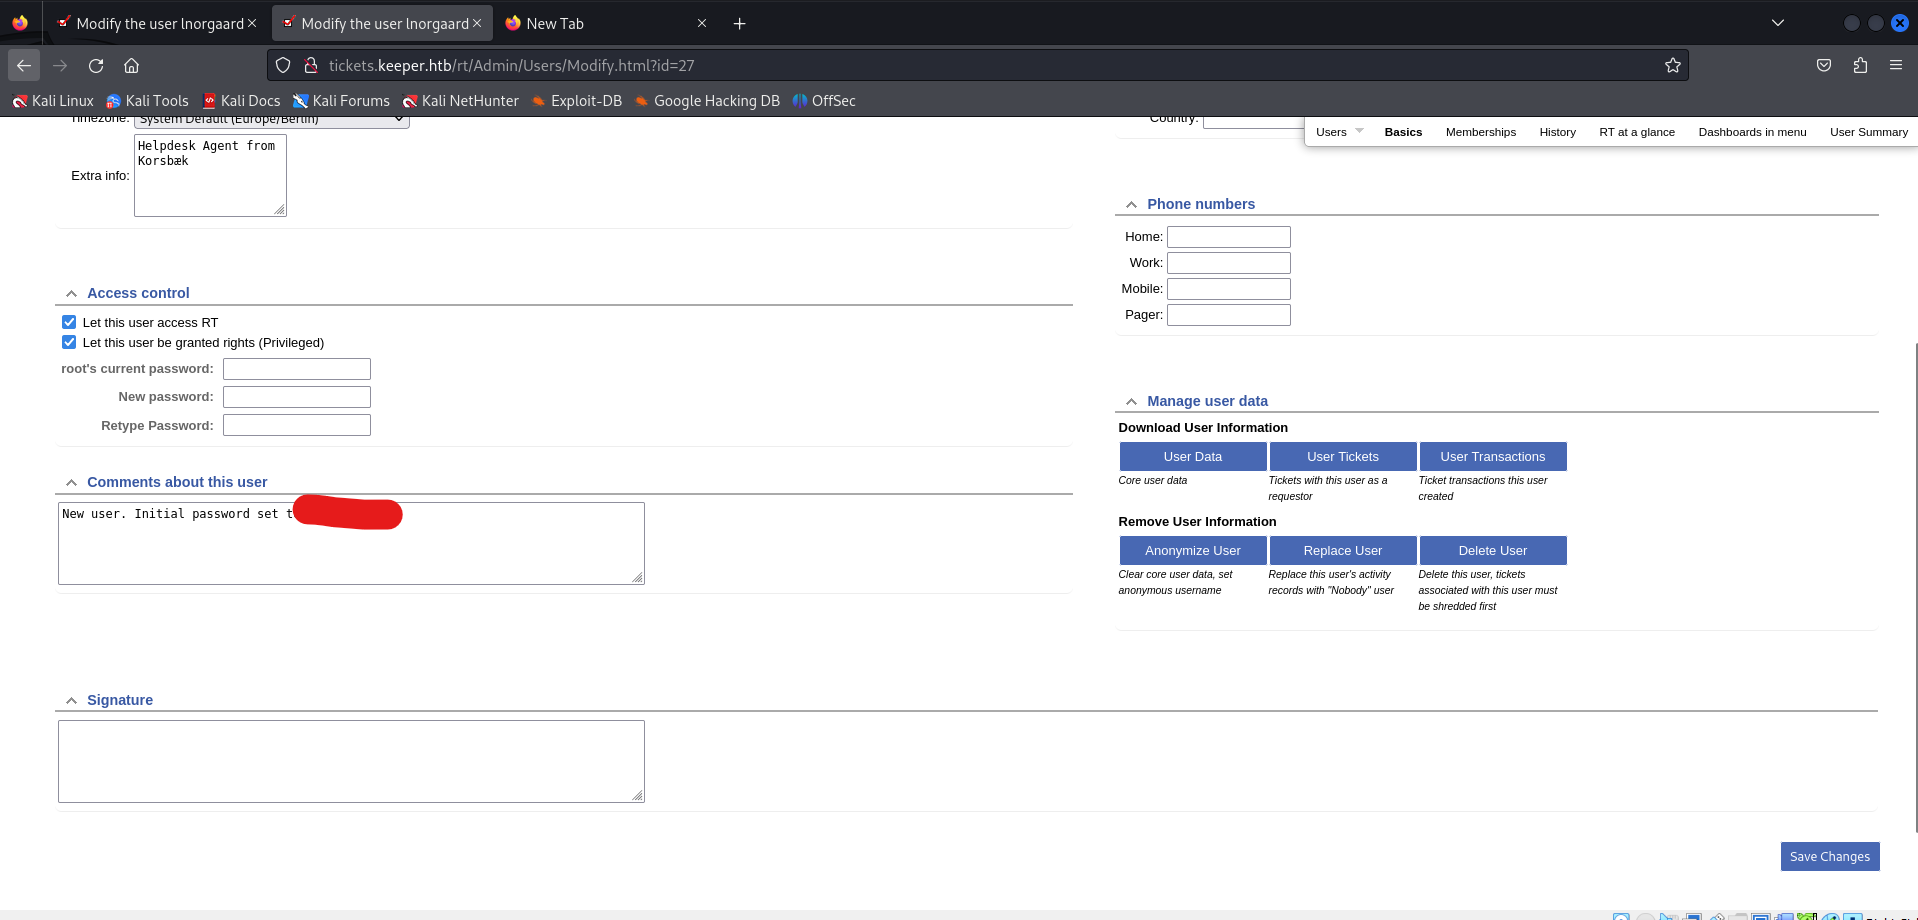 Modify the user lnorgaard
Modify the user lnorgaard
New Tab
tickets.keeper.htb/rt/Admin/Users/Modify.html?id=27
Kali Linux
Kali Tools
Kali Docs
Kali Forums
Kali NetHunter
Exploit-DB
Google Hacking DB
OffSec
Users
Basics
Memberships
History
RT at a glance
Dashboards in menu
User Summary
Timezone: System Default (Europe/Berlin)
Extra info:
Helpdesk Agent from
Korsbæk
Access control
Let this user access RT
Let this user be granted rights (Privileged)
root's current password:
New password:
Retype Password:
Comments about this user
New user. Initial password set t
Country:
Phone numbers
Home:
Work:
Mobile:
Pager:
Manage user data
Download User Information
User Data
User Tickets
User Transactions
Core user data
Tickets with this user as a
requestor
Ticket transactions this user
created
Remove User Information
Anonymize User
Replace User
Delete User
Clear core user data, set
anonymous username
Replace this user's activity
records with "Nobody" user
Delete this user, tickets
associated with this user must
be shredded first
Signature
Save Changes